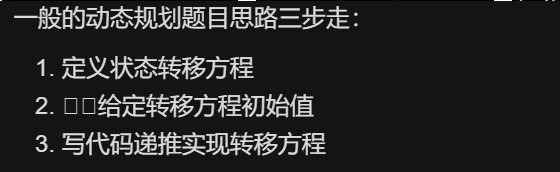 一般的动态规划题目思路三步走：
1. 定义状态转移方程
2. 给定转移方程初始值
3. 写代码递推实现转移方程